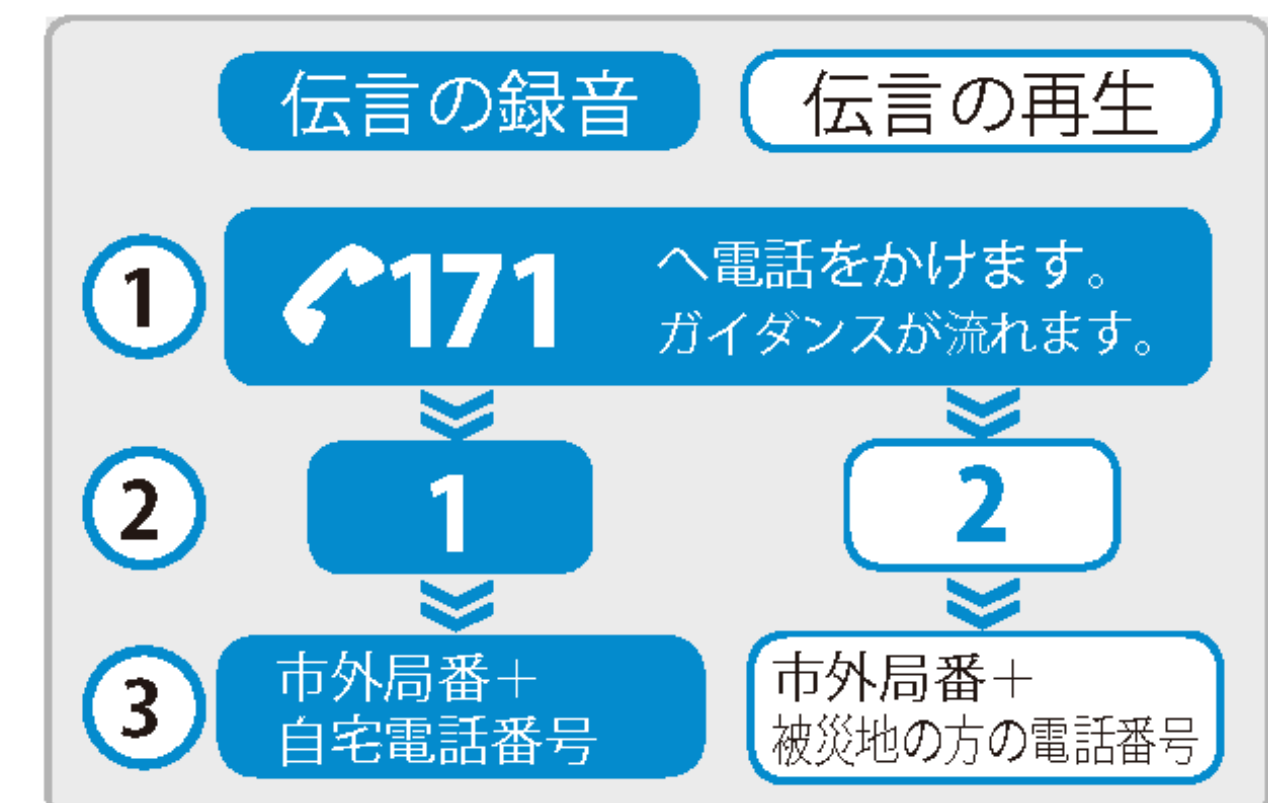 伝言の録音
伝言の再生
①
171
へ電話をかけます。
ガイダンスが流れます。
②
1
2
③
市外局番＋
自宅電話番号
市外局番＋
被災地の方の電話番号